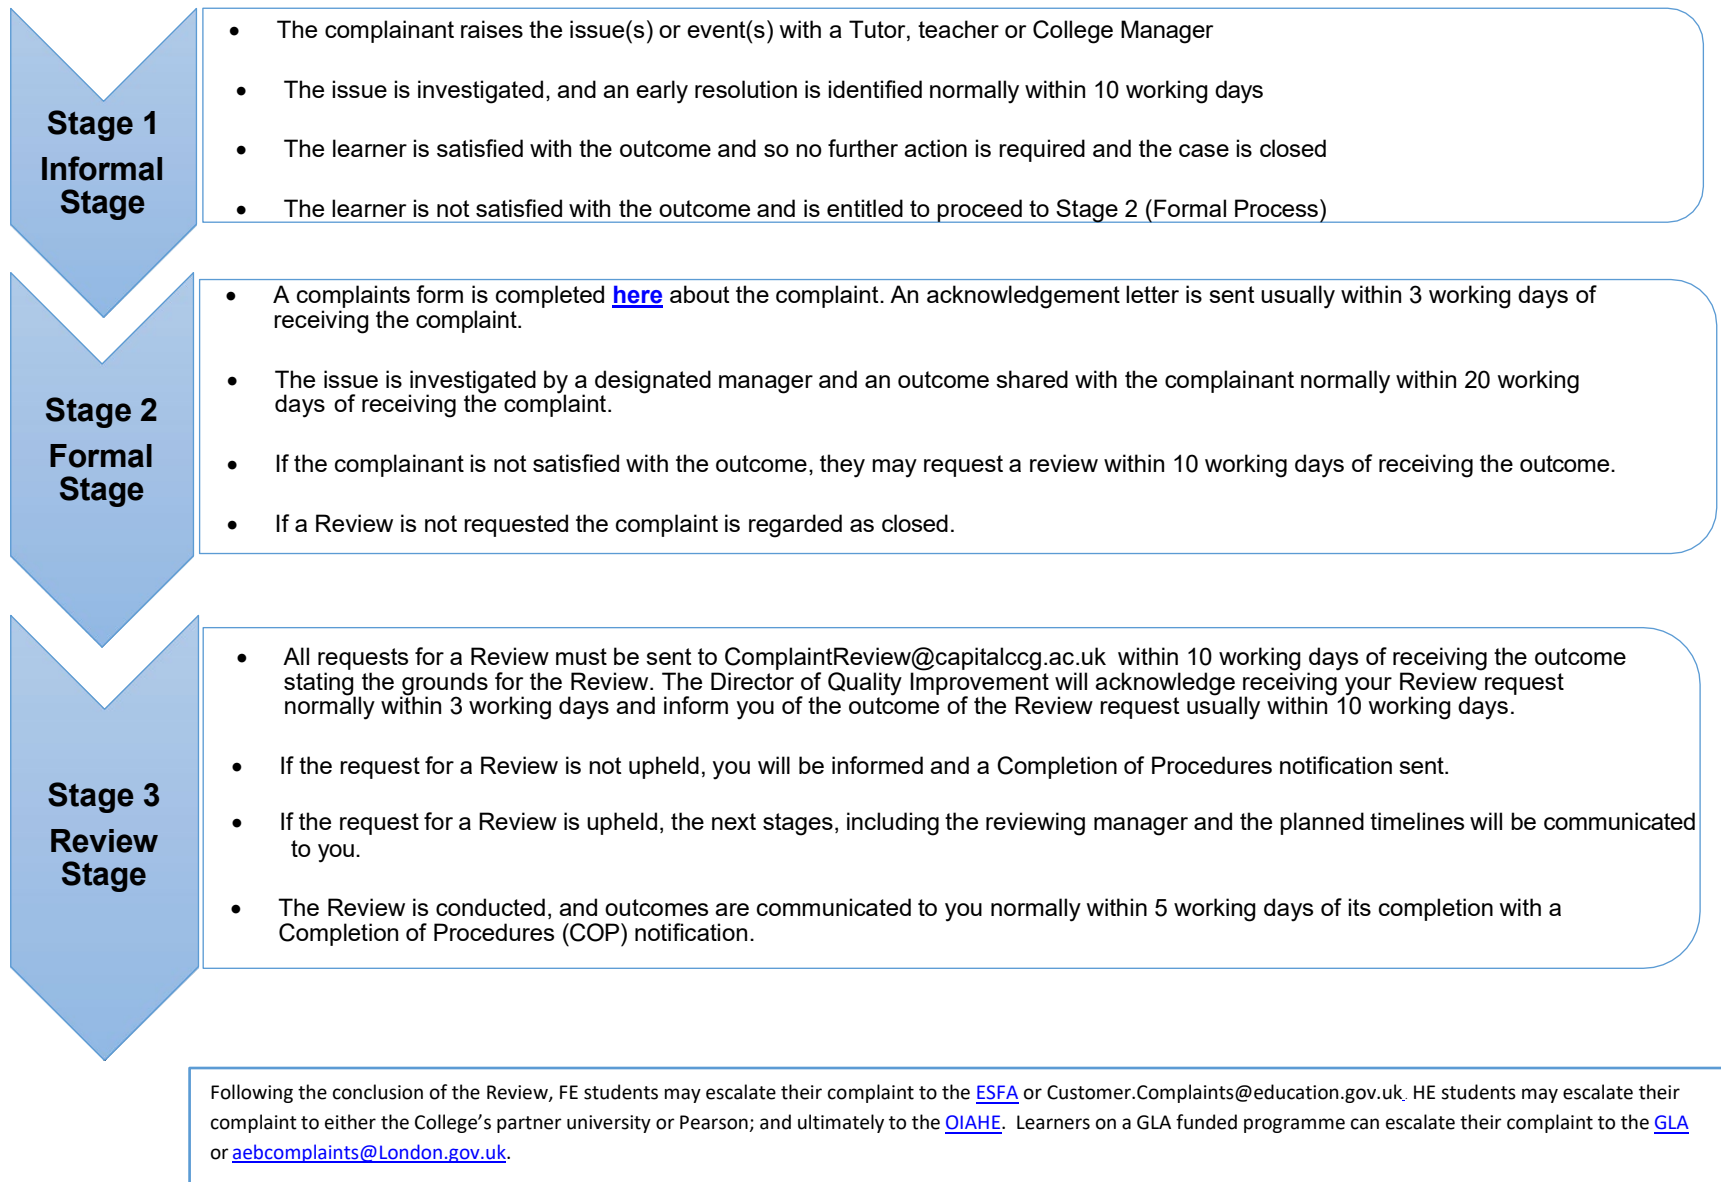 Stage 1
Informal
Stage
• The complainant raises the issue(s) or event(s) with a Tutor, teacher or College Manager
• The issue is investigated, and an early resolution is identified normally within 10 working days
• The learner is satisfied with the outcome and so no further action is required and the case is closed
• The learner is not satisfied with the outcome and is entitled to proceed to Stage 2 (Formal Process)
Stage 2
Formal
Stage
• A complaints form is completed here about the complaint. An acknowledgement letter is sent usually within 3 working days of
receiving the complaint.
• The issue is investigated by a designated manager and an outcome shared with the complainant normally within 20 working
days of receiving the complaint.
• If the complainant is not satisfied with the outcome, they may request a review within 10 working days of receiving the outcome.
• If a Review is not requested the complaint is regarded as closed.
Stage 3
Review
Stage
• All requests for a Review must be sent to ComplaintReview@capitalccg.ac.uk within 10 working days of receiving the outcome
stating the grounds for the Review. The Director of Quality Improvement will acknowledge receiving your Review request
normally within 3 working days and inform you of the outcome of the Review request usually within 10 working days.
• If the request for a Review is not upheld, you will be informed and a Completion of Procedures notification sent.
• If the request for a Review is upheld, the next stages, including the reviewing manager and the planned timelines will be communicated
to you.
• The Review is conducted, and outcomes are communicated to you normally within 5 working days of its completion with a
Completion of Procedures (COP) notification.
Following the conclusion of the Review, FE students may escalate their complaint to the ESFA or Customer.Complaints@education.gov.uk. HE students may escalate their
complaint to either the College’s partner university or Pearson; and ultimately to the OIAHE. Learners on a GLA funded programme can escalate their complaint to the GLA
or aebcomplaints@London.gov.uk.